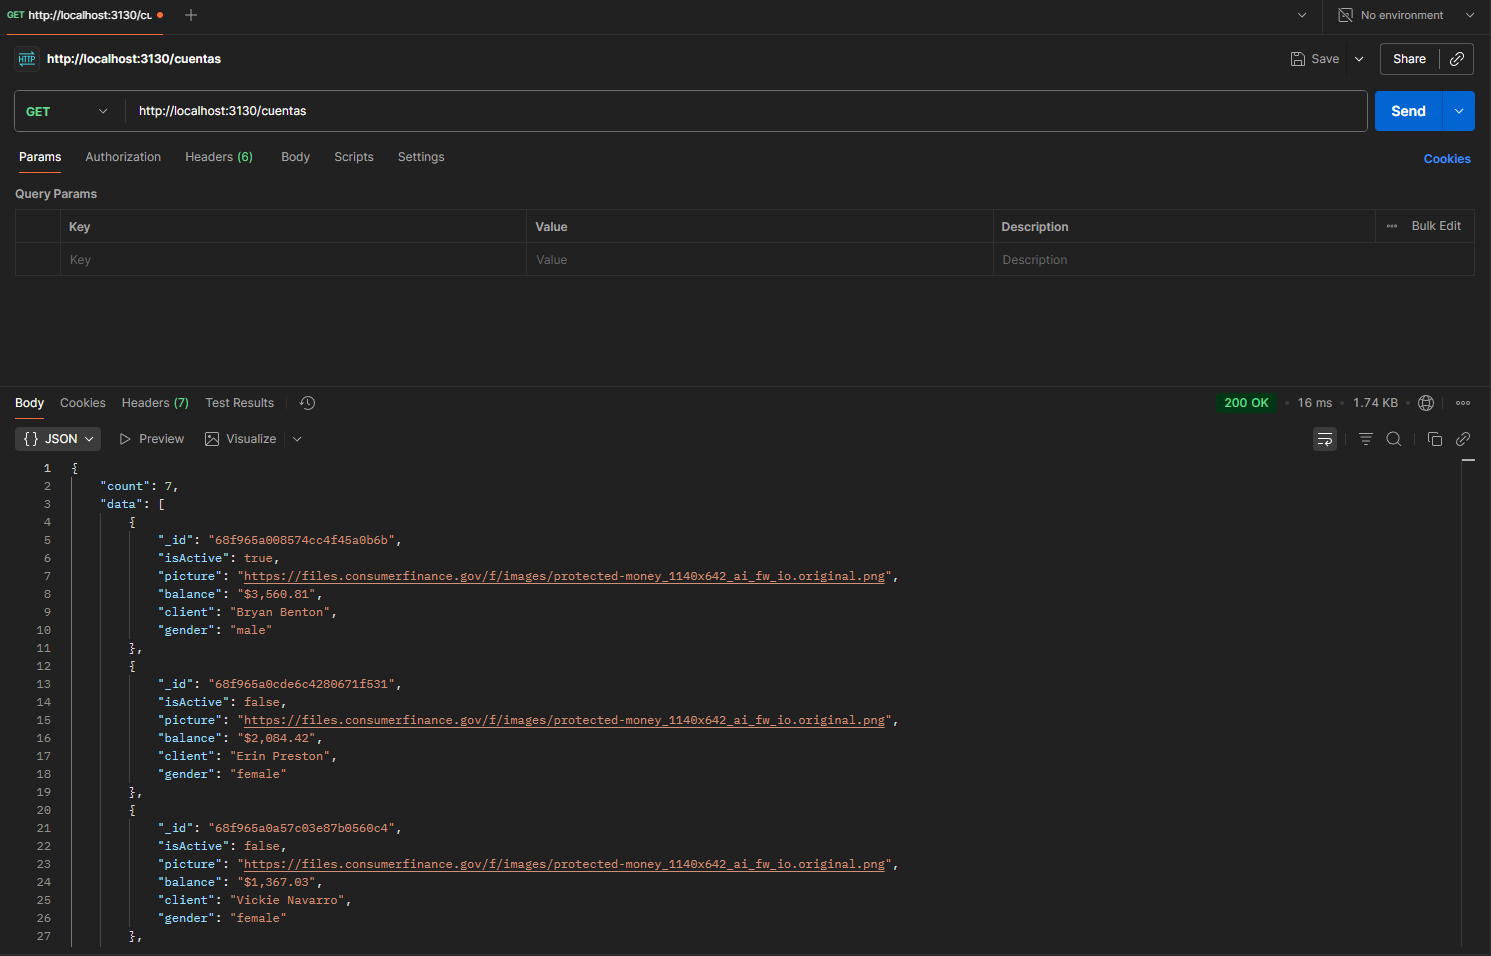 GET http://localhost:3130/cu
No environment
HTTP http://localhost:3130/cuentas
Save
Share
GET
http://localhost:3130/cuentas
Send
Params Authorization Headers (6) Body Scripts Settings
Cookies
Query Params
Key Value Description Bulk Edit
Key Value Description
Body Cookies Headers (7) Test Results
200 OK • 16 ms • 1.74 KB •
{} JSON Preview Visualize
1 {
2 "count": 7,
3 "data": [
4 {
5 "_id": "68f965a008574cc4f45a0b6b",
6 "isActive": true,
7 "picture": "https://files.consumerfinance.gov/f/images/protected-money_1140x642_ai_fw_io.original.png",
8 "balance": "$3,560.81",
9 "client": "Bryan Benton",
10 "gender": "male"
11 },
12 {
13 "_id": "68f965a0cde6c4280671f531",
14 "isActive": false,
15 "picture": "https://files.consumerfinance.gov/f/images/protected-money_1140x642_ai_fw_io.original.png",
16 "balance": "$2,084.42",
17 "client": "Erin Preston",
18 "gender": "female"
19 },
20 {
21 "_id": "68f965a0a57c03e87b0560c4",
22 "isActive": false,
23 "picture": "https://files.consumerfinance.gov/f/images/protected-money_1140x642_ai_fw_io.original.png",
24 "balance": "$1,367.03",
25 "client": "Vickie Navarro",
26 "gender": "female"
27 },